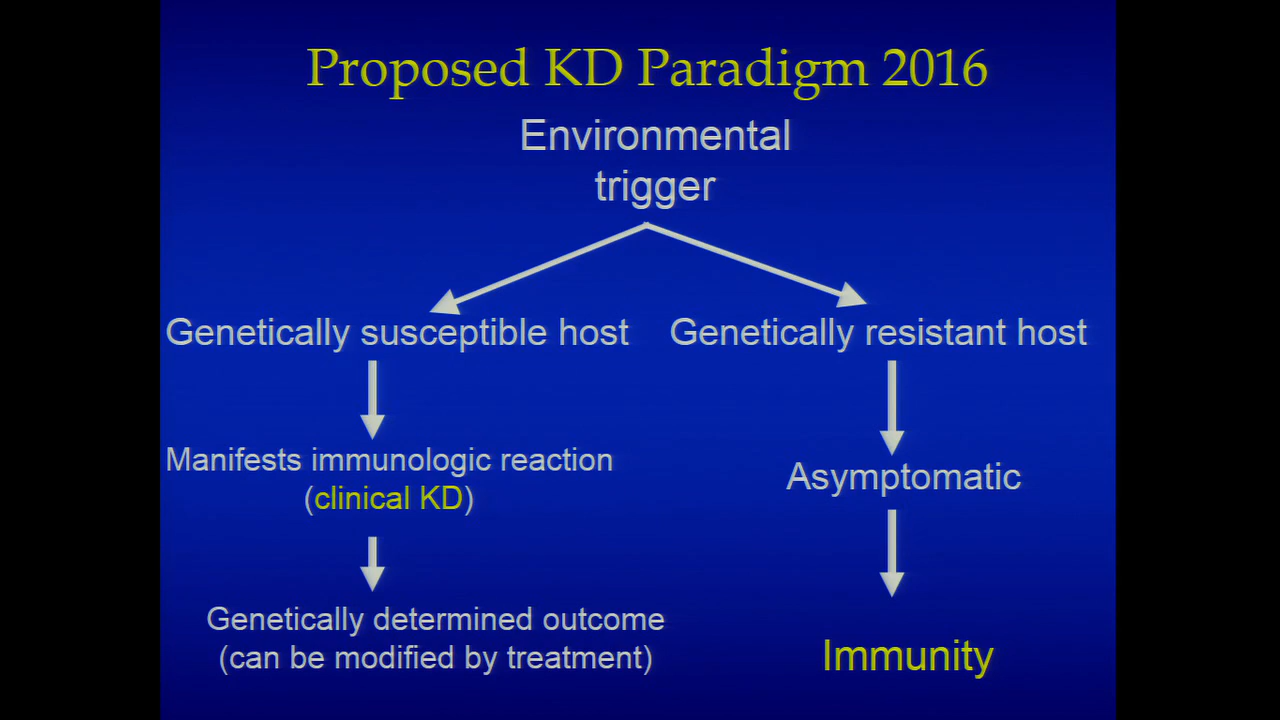 Proposed KD Paradigm 2016
Environmental
trigger
Genetically susceptible host
Genetically resistant host
Manifests immunologic reaction
(clinical KD)
Asymptomatic
Genetically determined outcome
(can be modified by treatment)
Immunity